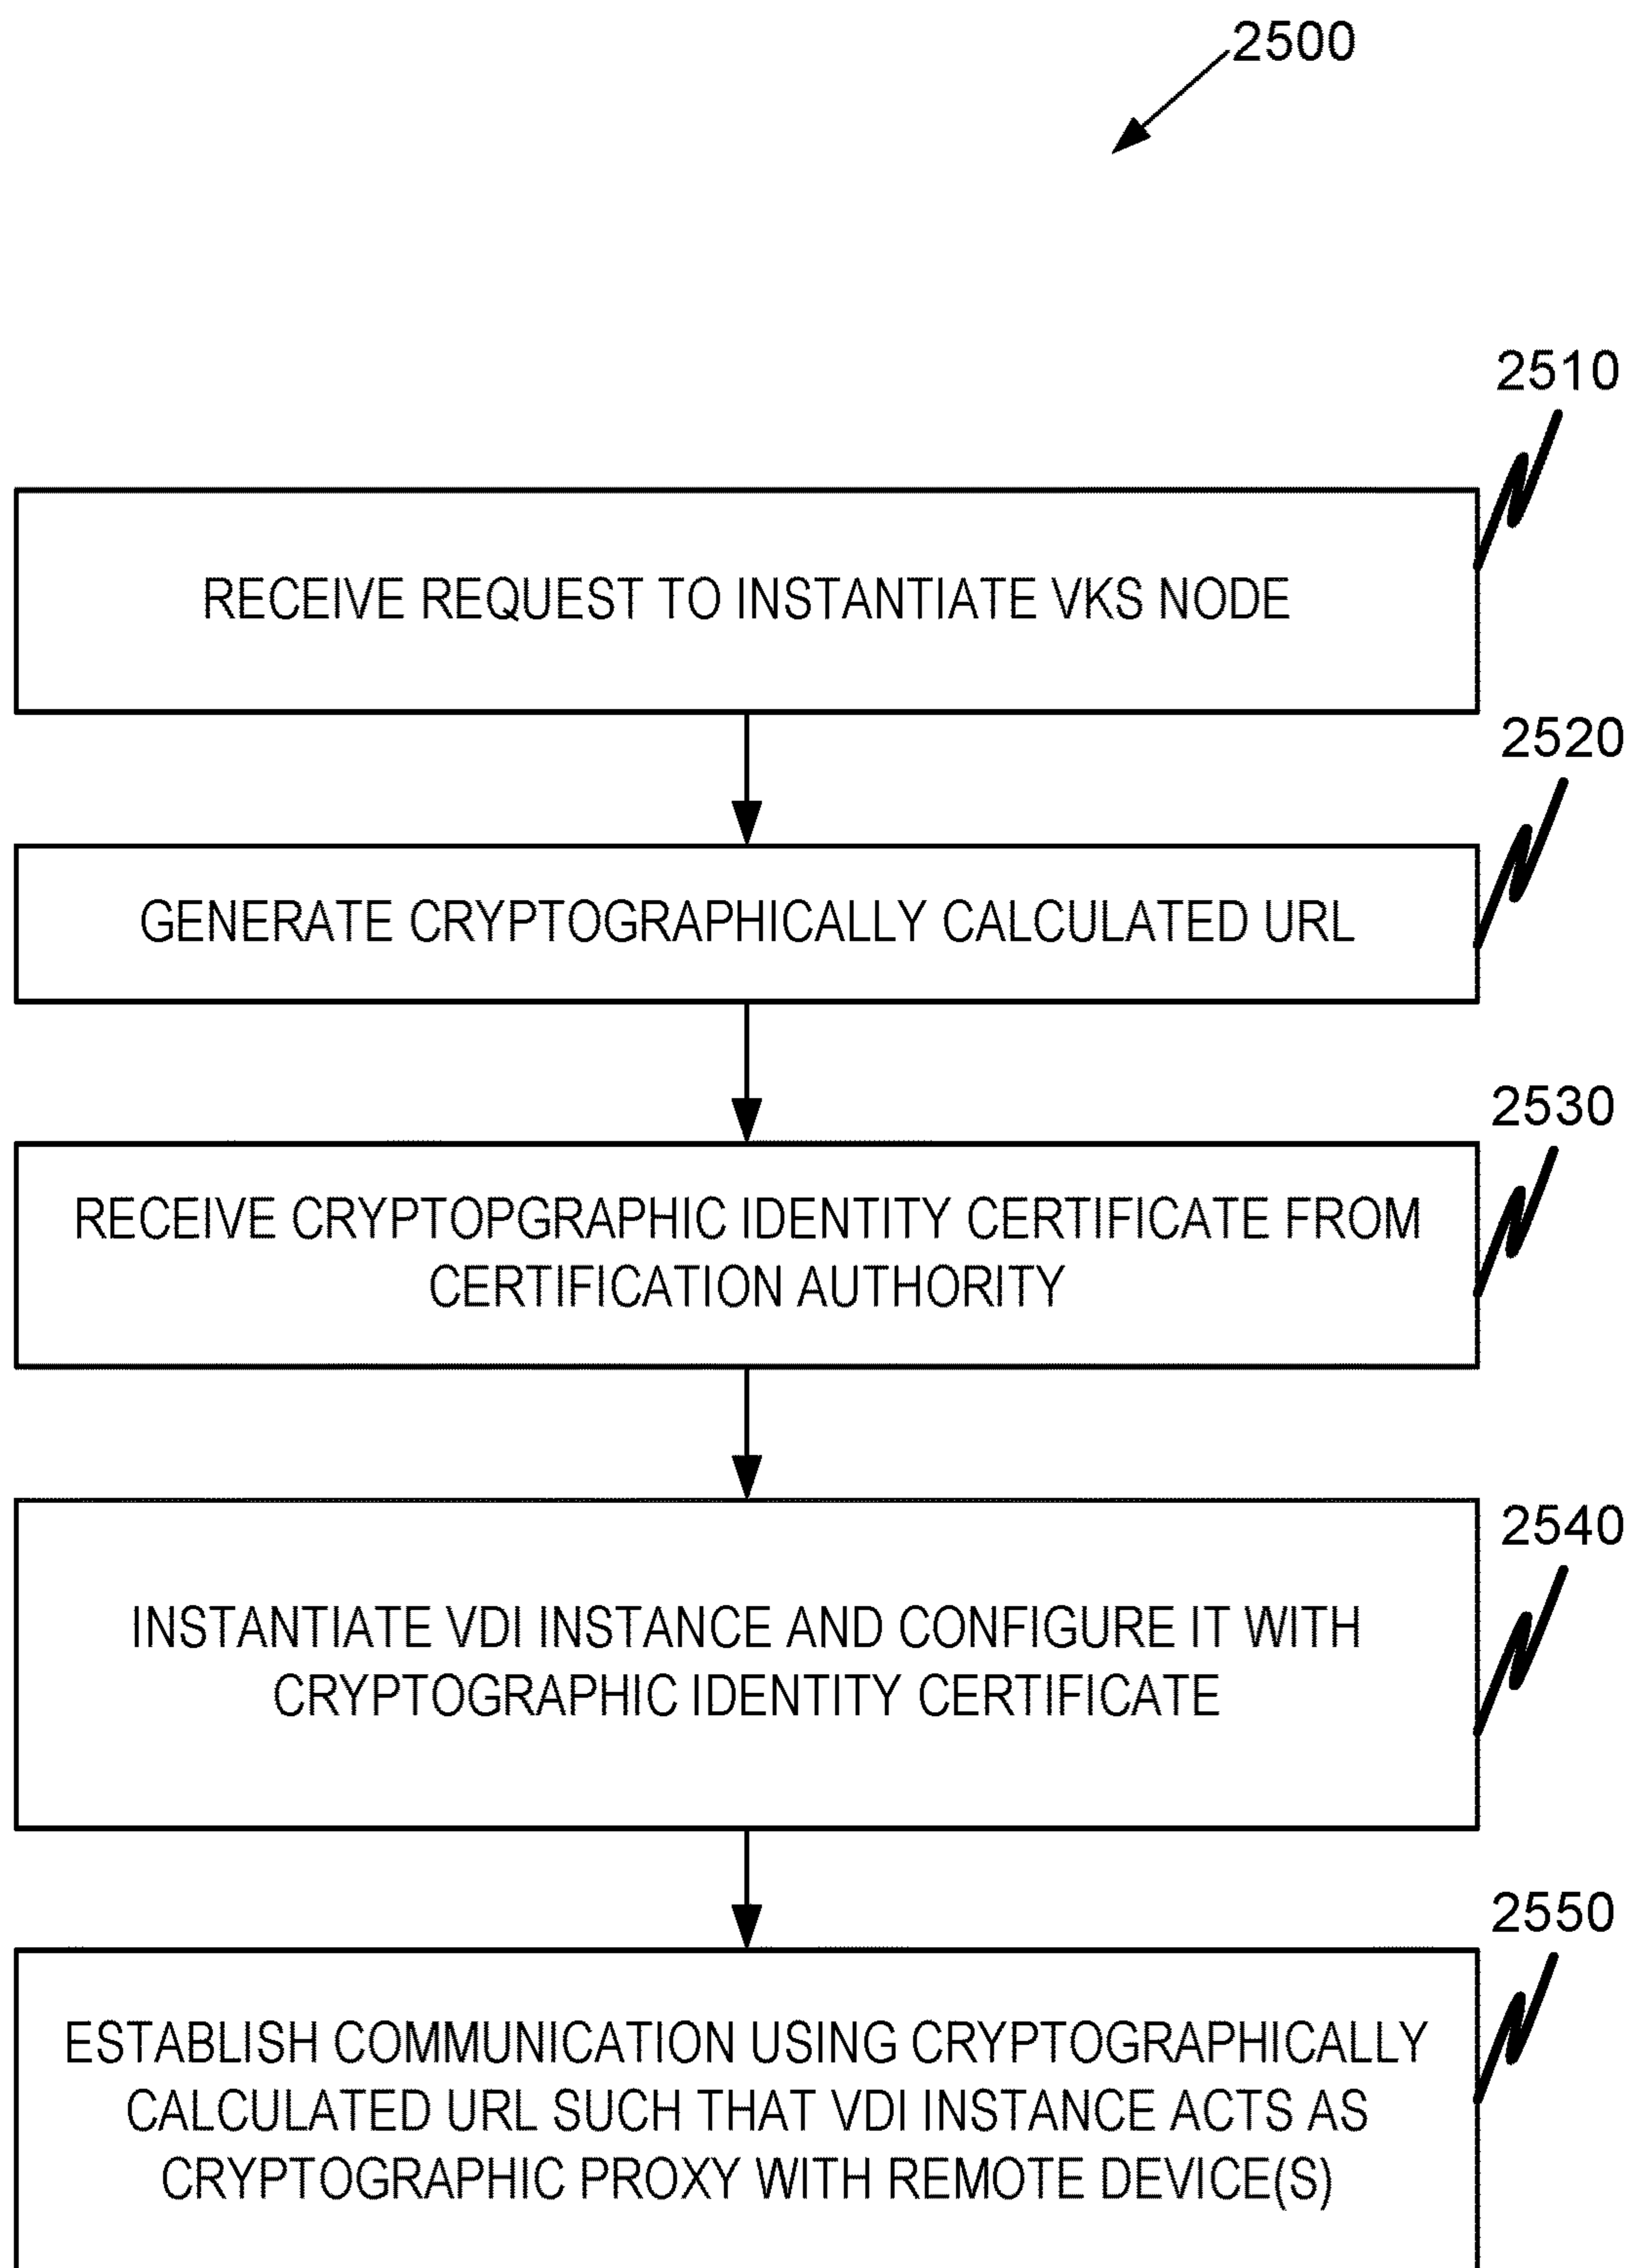 2500
2510
RECEIVE REQUEST TO INSTANTIATE VKS NODE
2520
GENERATE CRYPTOGRAPHICALLY CALCULATED URL
2530
RECEIVE CRYPTOPGRAPHIC IDENTITY CERTIFICATE FROM
CERTIFICATION AUTHORITY
2540
INSTANTIATE VDI INSTANCE AND CONFIGURE IT WITH
CRYPTOGRAPHIC IDENTITY CERTIFICATE
2550
ESTABLISH COMMUNICATION USING CRYPTOGRAPHICALLY
CALCULATED URL SUCH THAT VDI INSTANCE ACTS AS
CRYPTOGRAPHIC PROXY WITH REMOTE DEVICE(S)